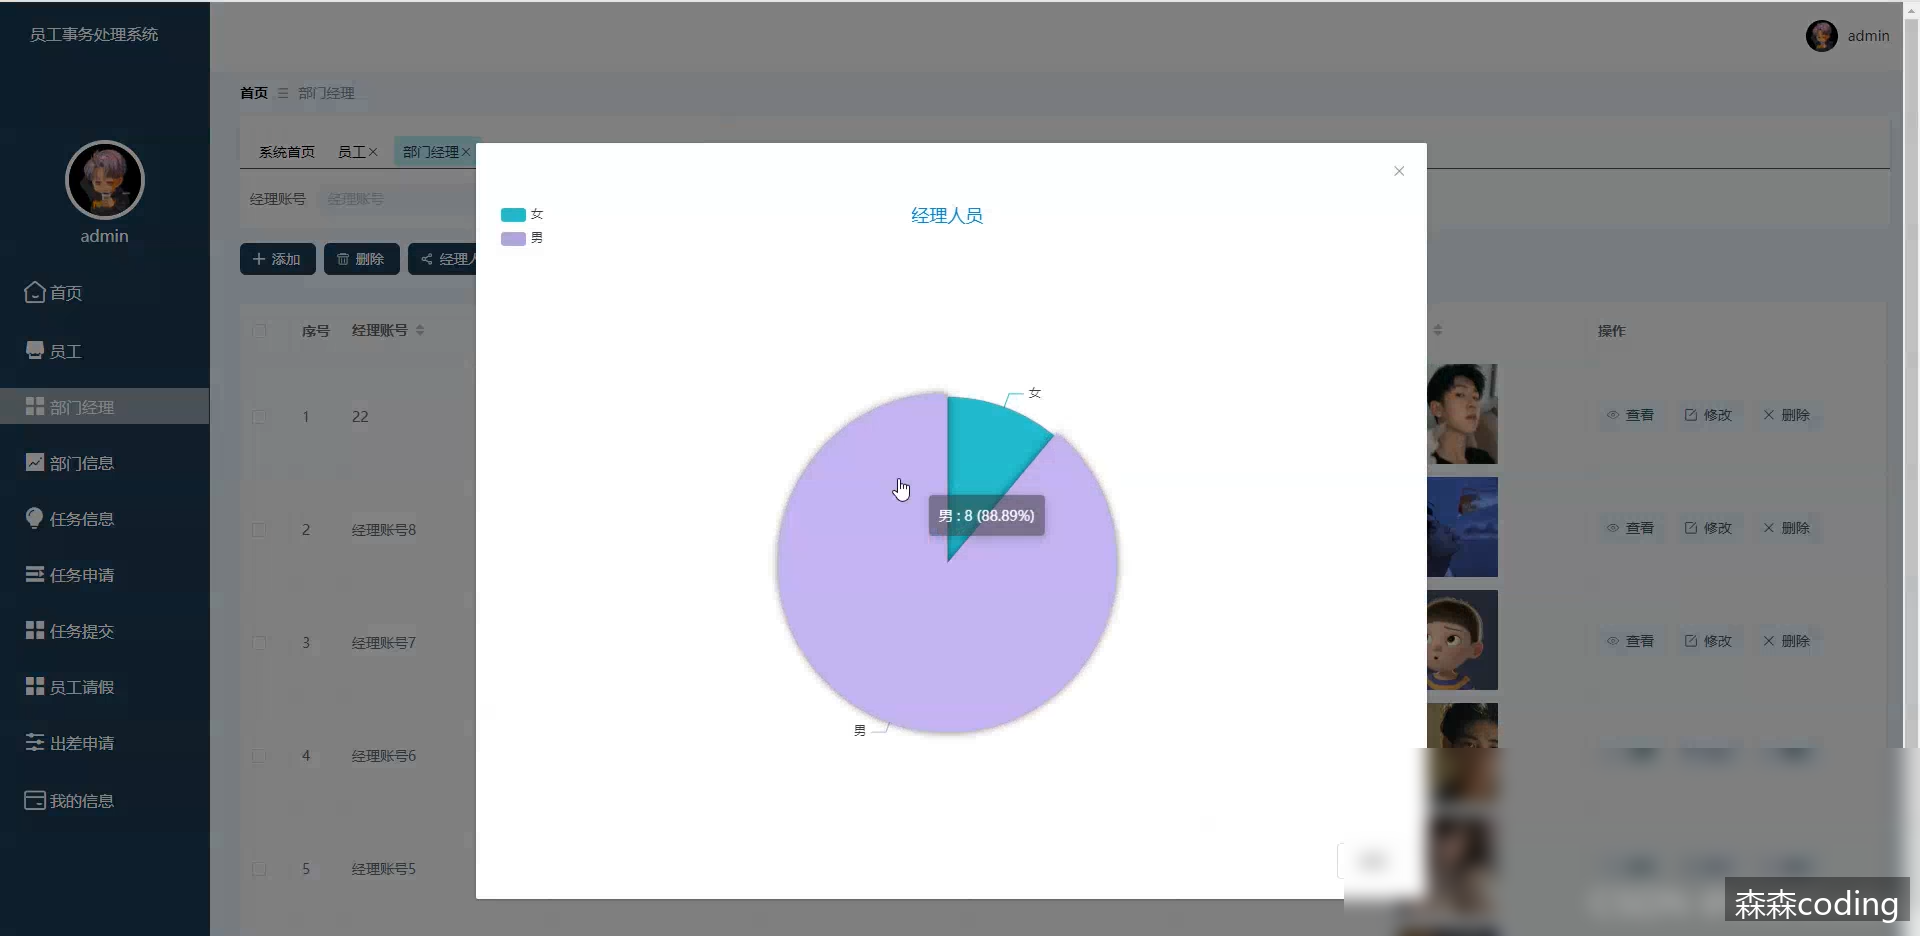 员工事务处理系统
admin
首页 部门经理
系统首页 员工 部门经理
经理账号 经理账号
添加 删除 经理人
admin
首页
员工
部门经理
部门信息
任务信息
任务申请
任务提交
员工请假
出差申请
我的信息
女
男
经理人员
女
男 : 8 (88.89%)
男
序号 经理账号 操作
1 22 查看 修改 删除
2 经理账号8 查看 修改 删除
3 经理账号7 查看 修改 删除
4 经理账号6
5 经理账号5
森森coding